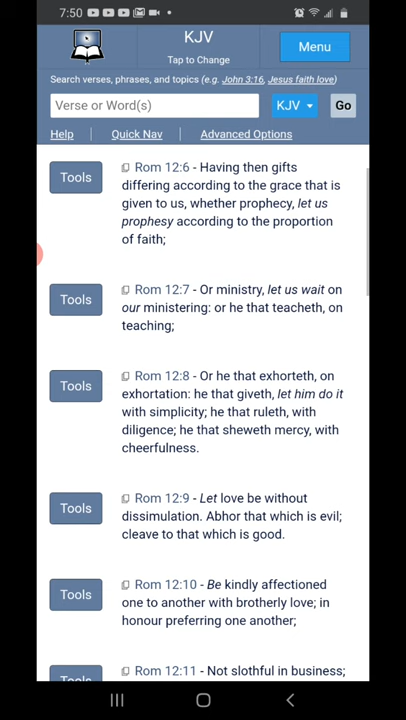 7:50
KJV
Tap to Change
Menu
Search verses, phrases, and topics (e.g. John 3:16, Jesus faith love)
Verse or Word(s)
KJV
Go
Help | Quick Nav | Advanced Options
Tools
Rom 12:6 - Having then gifts
differing according to the grace that is
given to us, whether prophecy, let us
prophesy according to the proportion
of faith;
Tools
Rom 12:7 - Or ministry, let us wait on
our ministering: or he that teacheth, on
teaching;
Tools
Rom 12:8 - Or he that exhorteth, on
exhortation: he that giveth, let him do it
with simplicity; he that ruleth, with
diligence; he that sheweth mercy, with
cheerfulness.
Tools
Rom 12:9 - Let love be without
dissimulation. Abhor that which is evil;
cleave to that which is good.
Tools
Rom 12:10 - Be kindly affectioned
one to another with brotherly love; in
honour preferring one another;
Tools
Rom 12:11 - Not slothful in business;